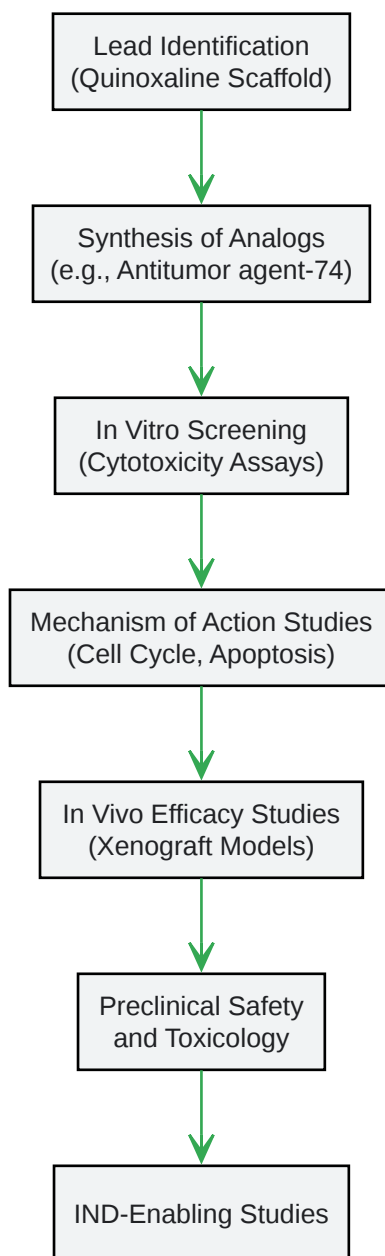 Lead Identification
(Quinoxaline Scaffold)
Synthesis of Analogs
(e.g., Antitumor agent-74)
In Vitro Screening
(Cytotoxicity Assays)
Mechanism of Action Studies
(Cell Cycle, Apoptosis)
In Vivo Efficacy Studies
(Xenograft Models)
Preclinical Safety
and Toxicology
IND-Enabling Studies